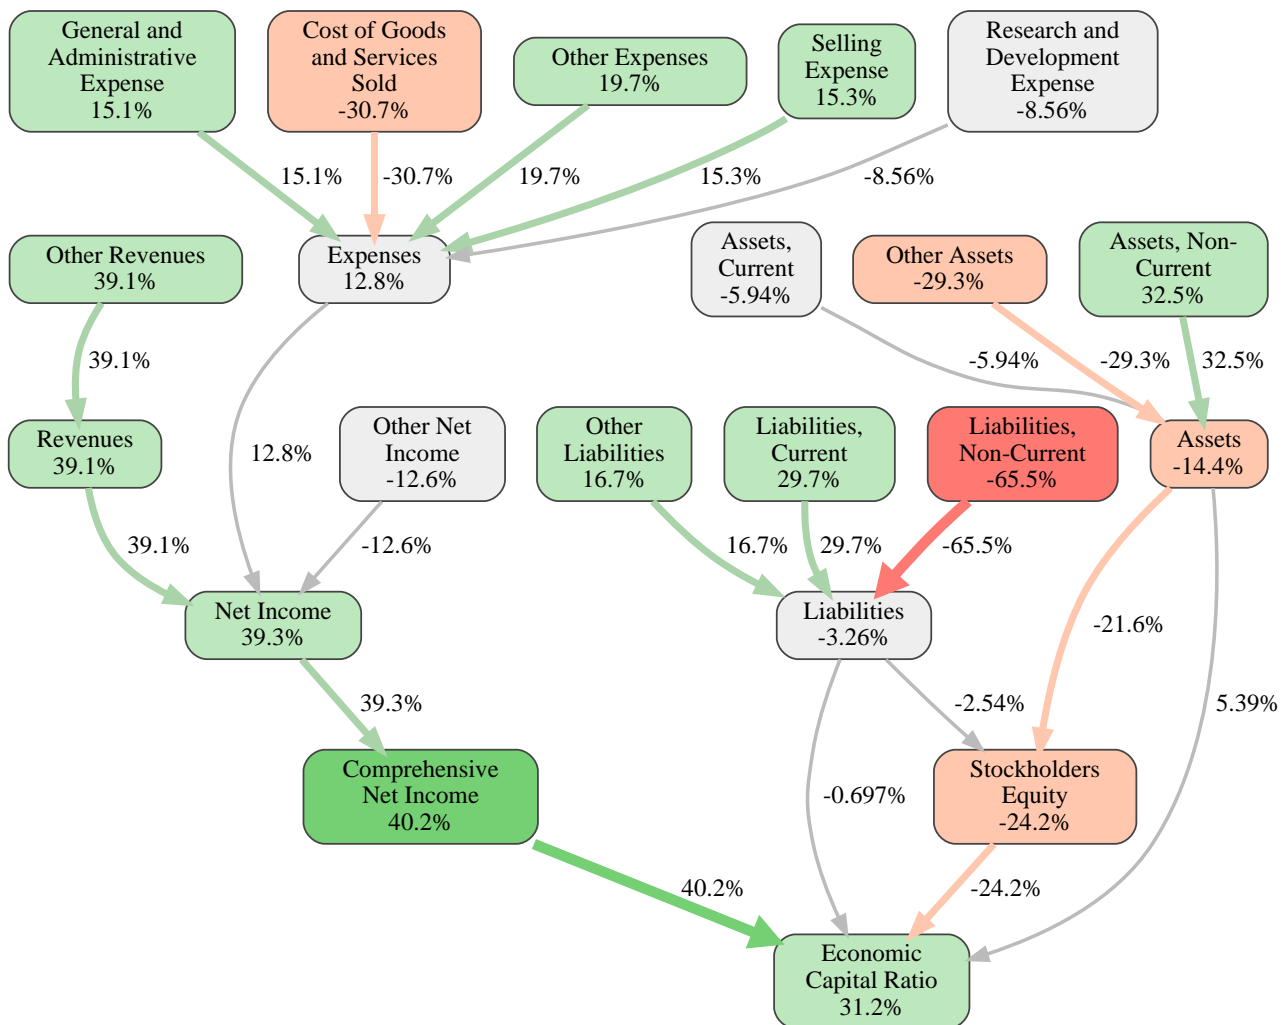 General and
Administrative
Expense
15.1%
Cost of Goods
and Services
Sold
-30.7%
Other Expenses
19.7%
Selling
Expense
15.3%
Research and
Development
Expense
-8.56%
15.1%
-30.7%
19.7%
15.3%
-8.56%
Other Revenues
39.1%
Expenses
12.8%
Assets,
Current
-5.94%
Other Assets
-29.3%
Assets, Non-
Current
32.5%
39.1%
-5.94%
-29.3%
32.5%
Revenues
39.1%
12.8%
Other Net
Income
-12.6%
Other
Liabilities
16.7%
Liabilities,
Current
29.7%
Liabilities,
Non-Current
-65.5%
Assets
-14.4%
39.1%
-12.6%
16.7%
29.7%
-65.5%
Net Income
39.3%
Liabilities
-3.26%
-21.6%
39.3%
-2.54%
5.39%
Comprehensive
Net Income
40.2%
-0.697%
Stockholders
Equity
-24.2%
40.2%
-24.2%
Economic
Capital Ratio
31.2%